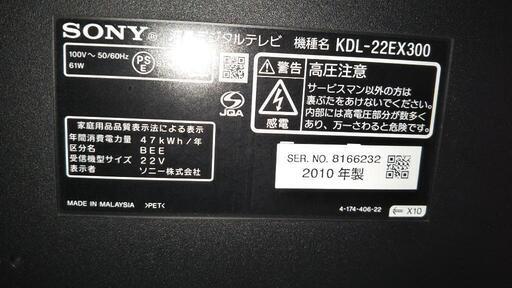 SONY® デジタルテレビ 機種名 KDL-22EX300
100V～ 50/60Hz
61W
PS
E
JQA
⚠警告 高圧注意
サービスマン以外の方は
裏ぶたをあけないでください。
内部には高電圧部分が数多く
あり、万一さわると危険です。
感電
家庭用品品質表示法による表示
年間消費電力量 47kWh/年
区分名 BEE
受信機型サイズ 22V
表示者 ソニー株式会社
SER. NO. 8166232
2010 年製
MADE IN MALAYSIA >PET<
4-174-406-22
X10